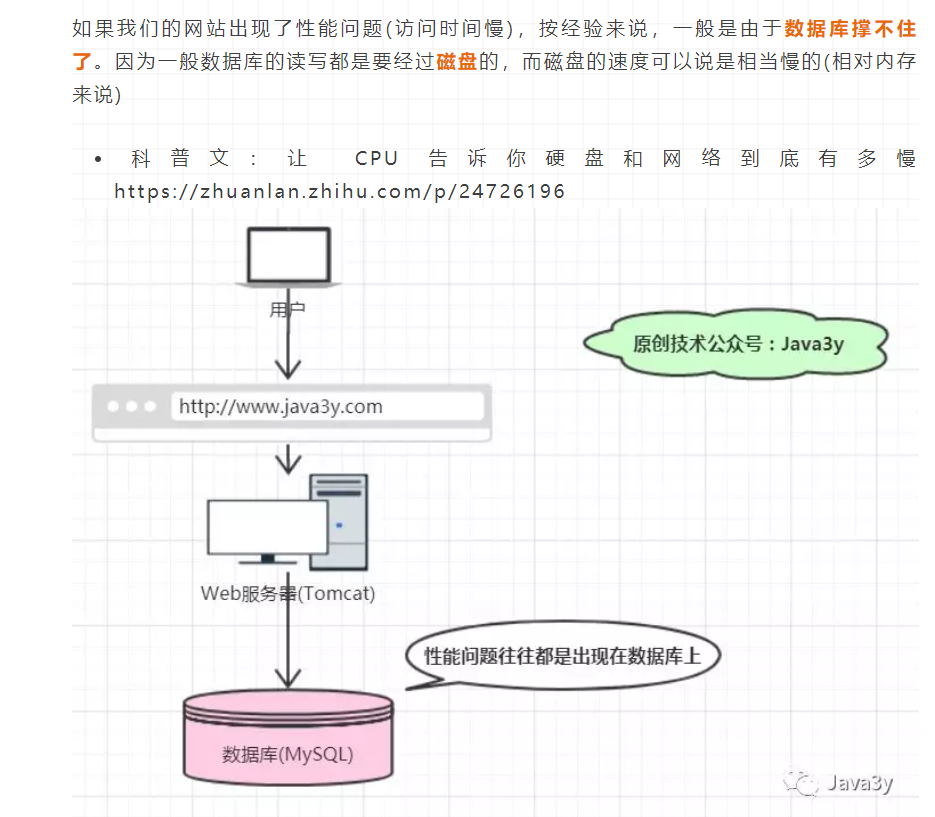 如果我们的网站出现了性能问题(访问时间慢)，按经验来说，一般是由于数据库撑不住
了。因为一般数据库的读写都是要经过磁盘的，而磁盘的速度可以说是相当慢的(相对内存
来说)
• 科普文：让 CPU 告诉你硬盘和网络到底有多慢
https://zhuanlan.zhihu.com/p/24726196
用户
原创技术公众号：Java3y
http://www.java3y.com
Web服务器(Tomcat)
性能问题往往都是出现在数据库上
数据库(MySQL)
Java3y